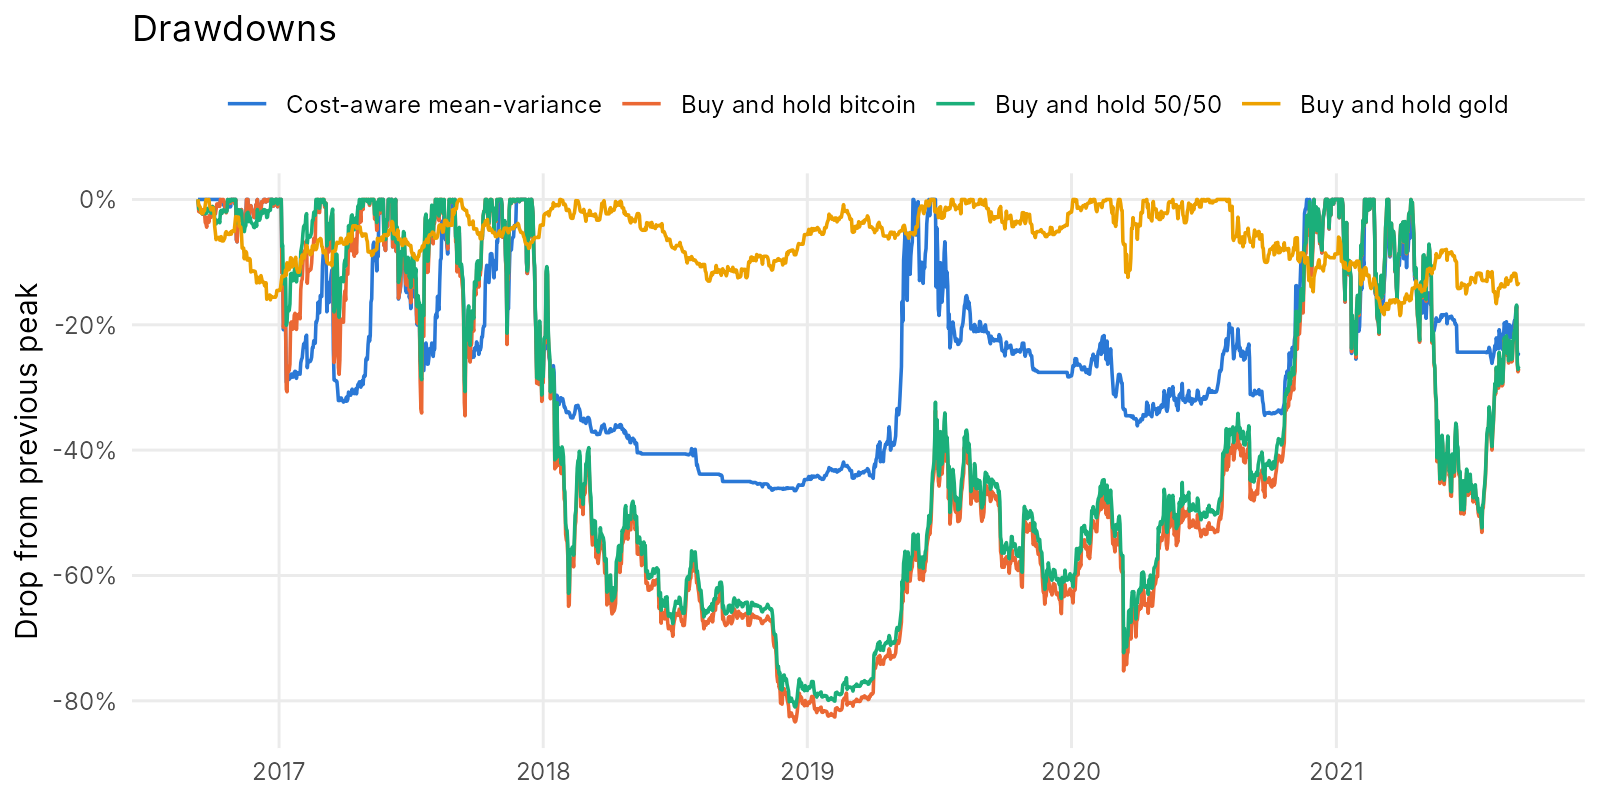 Drawdowns
Cost-aware mean-variance Buy and hold bitcoin Buy and hold 50/50 Buy and hold gold
Drop from previous peak
0%
-20%
-40%
-60%
-80%
2017 2018 2019 2020 2021